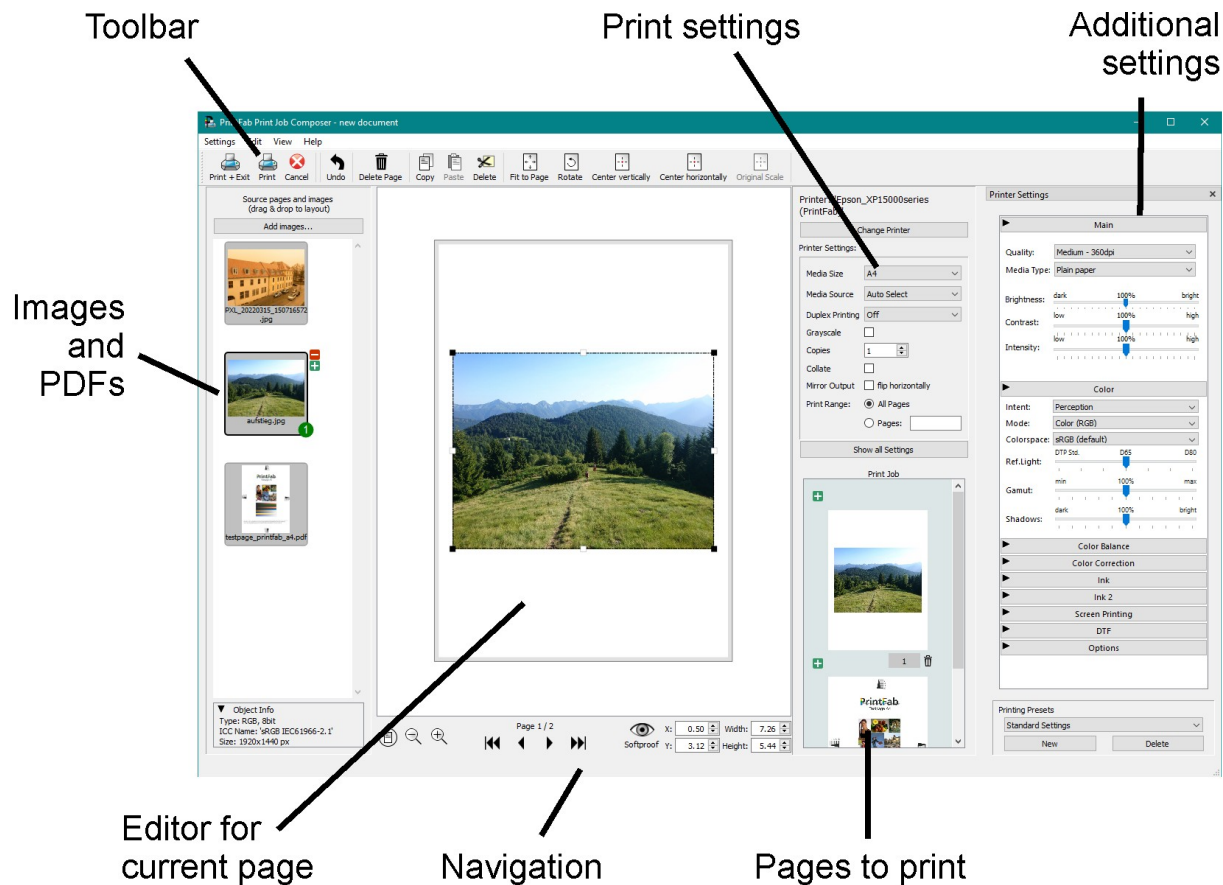 Toolbar
Print settings
Additional
settings
PrintFab Print Job Composer - new document
Settings Edit View Help
Print + Exit Print Cancel Undo Delete Page Copy Paste Delete Fit to Page Rotate Center vertically Center horizontally Original Scale
Source pages and images
(drag & drop to layout)
Add images...
PXL_20220315_150716572
.jpg
Images
and
PDFs
aufstieg.jpg
1
PrintFab
testpage_printfab_a4.pdf
Object Info
Type: RGB, 8bit
ICC Name: 'sRGB IEC61966-2.1'
Size: 1920x1440 px
Page 1 / 2
Softproof
X: 0.50 Width: 7.26
Y: 3.12 Height: 5.44
Epson_XP15000series
(PrintFab)
Change Printer
Printer Settings:
Media Size A4
Media Source Auto Select
Duplex Printing Off
Grayscale
Copies 1
Collate
Mirror Output flip horizontally
Print Range: All Pages
Pages:
Show all Settings
Print Job
1
PrintFab
Printer Settings
Main
Quality: Medium - 360dpi
Media Type: Plain paper
dark 100% bright
Brightness:
low 100% high
Contrast:
low 100% high
Intensity:
Color
Intent: Perception
Mode: Color (RGB)
Colorspace: sRGB (default)
DTP Std. D65 D80
Ref.Light:
min 100% max
Gamut:
dark 100% bright
Shadows:
Color Balance
Color Correction
Ink
Ink 2
Screen Printing
DTF
Options
Printing Presets
Standard Settings
New Delete
Editor for
current page
Navigation
Pages to print